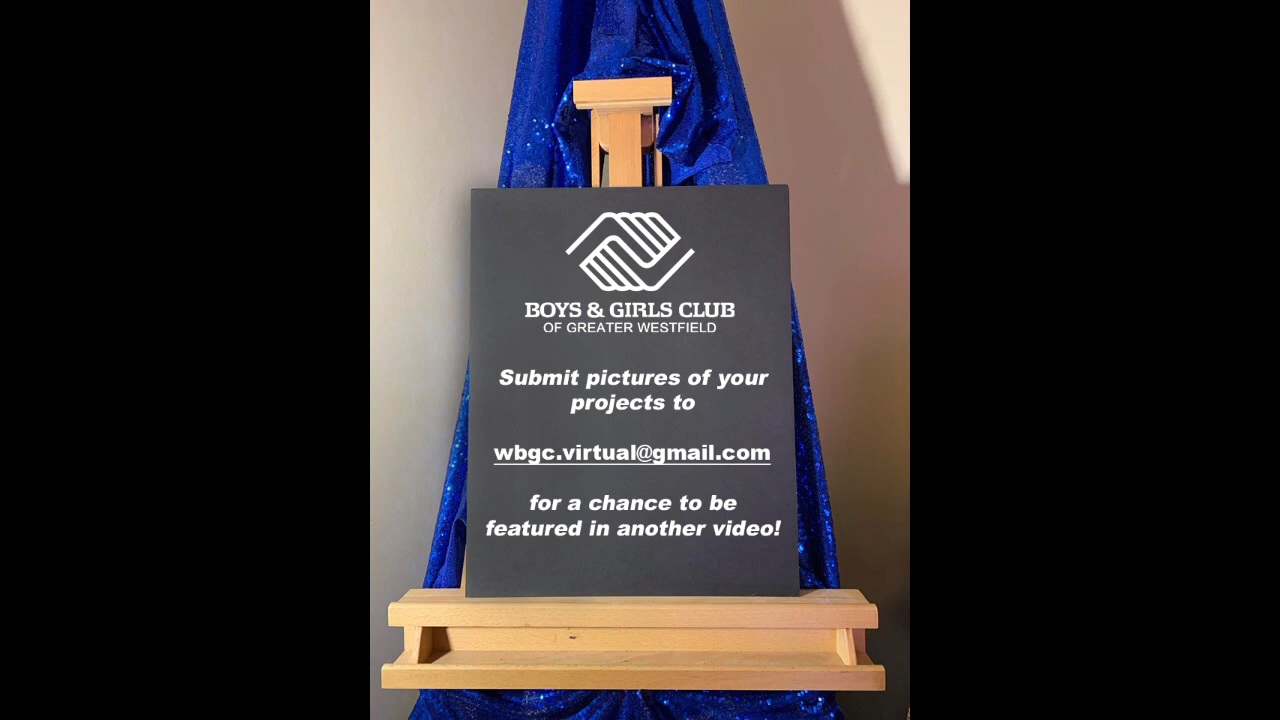 BOYS & GIRLS CLUB
OF GREATER WESTFIELD
Submit pictures of your
projects to
wbgc.virtual@gmail.com
for a chance to be
featured in another video!